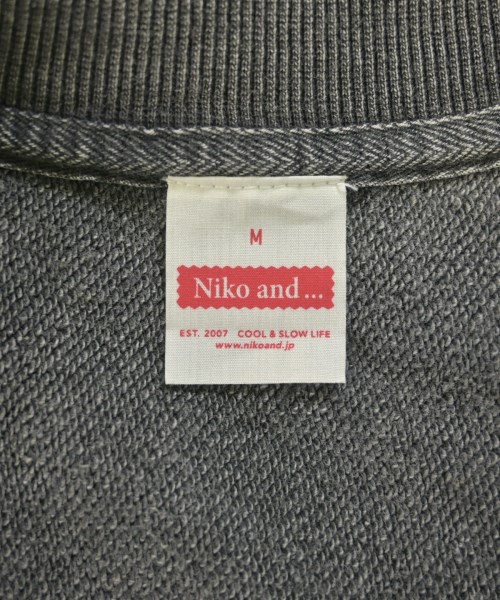 M
Niko and ...
EST. 2007 COOL & SLOW LIFE
www.nikoand.jp